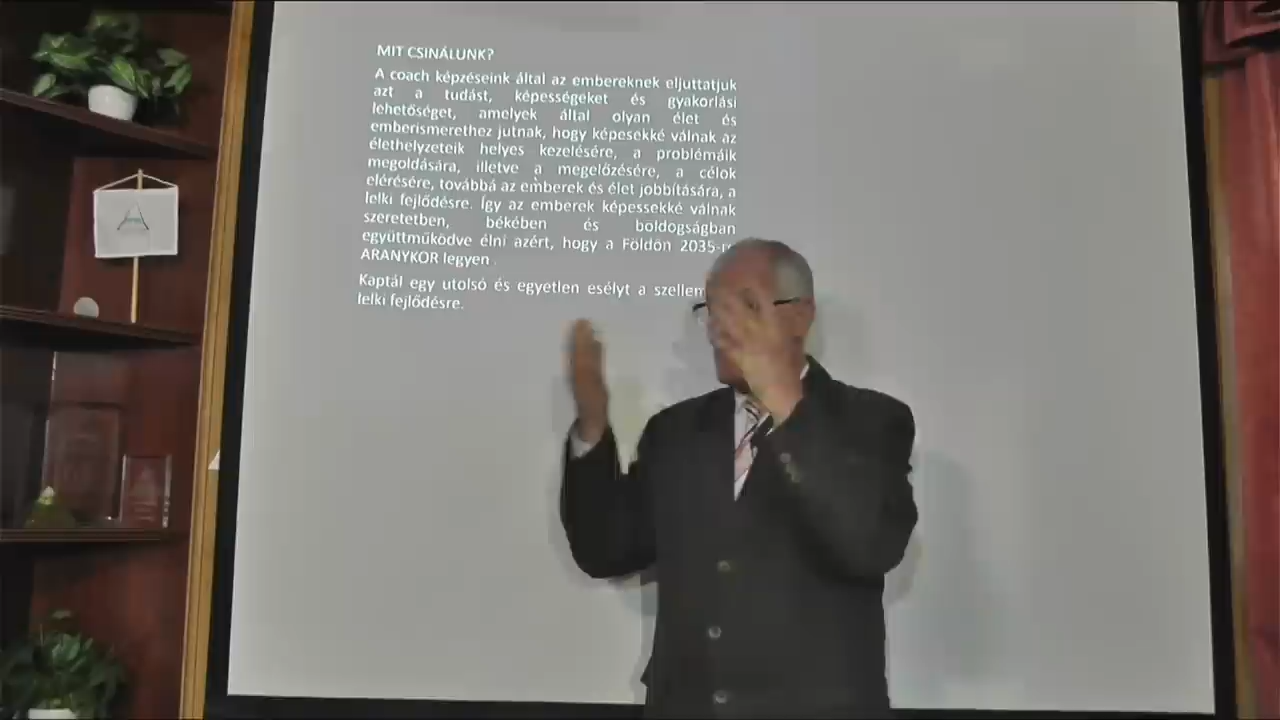 MIT CSINÁLUNK?
A coach képzéseink által az embereknek eljuttatjuk
azt a tudást, képességeket és gyakorlási
lehetőséget, amelyek által olyan élet és
emberismerethez jutnak, hogy képesekké válnak az
élethelyzeteik helyes kezelésére, a problémáik
megoldására, illetve a megelőzésére, a célok
elérésére, továbbá az emberek és élet jobbítására, a
lelki fejlődésre. Így az emberek képessekké válnak
szeretetben, békében és boldogságban
együttműködve élni azért, hogy a Földön 2035-r
ARANYKOR legyen .
Kaptál egy utolsó és egyetlen esélyt a szellem
lelki fejlődésre.